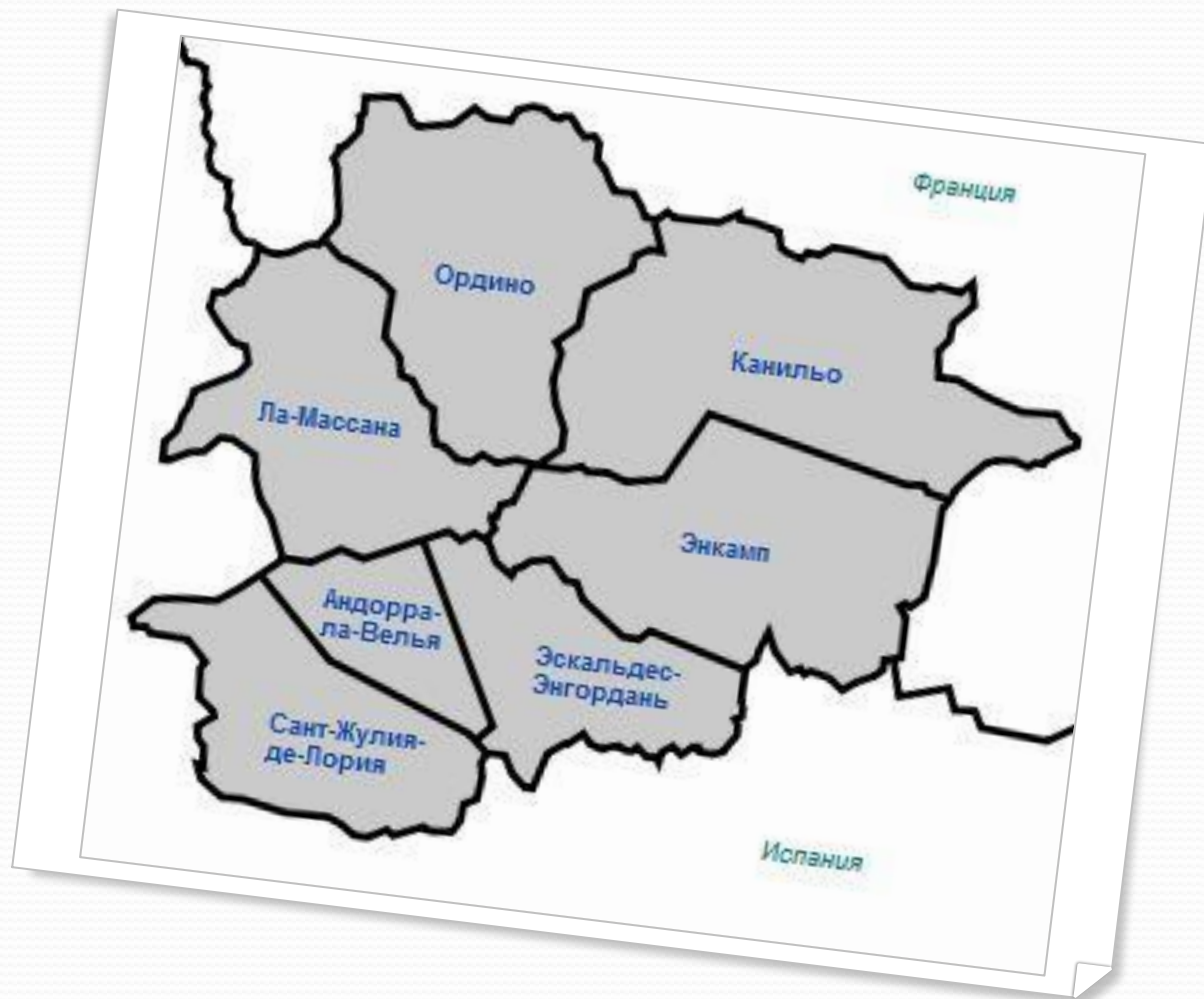 Франция
Ордино
Канильо
Ла-Массана
Энкамп
Андорра-
ла-Велья
Эскальдес-
Энгордань
Сант-Жулия-
де-Лория
Испания